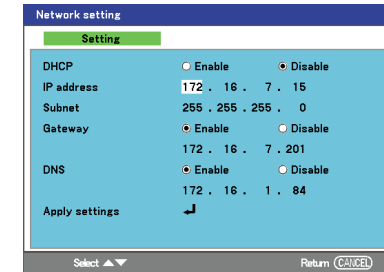 Network setting
Setting
DHCP Enable Disable
IP address 172 . 16 . 7 . 15
Subnet 255 . 255 . 255 . 0
Gateway Enable Disable
172 . 16 . 7 . 201
DNS Enable Disable
172 . 16 . 1 . 84
Apply settings
Select ▲▼ Return (CANCEL)